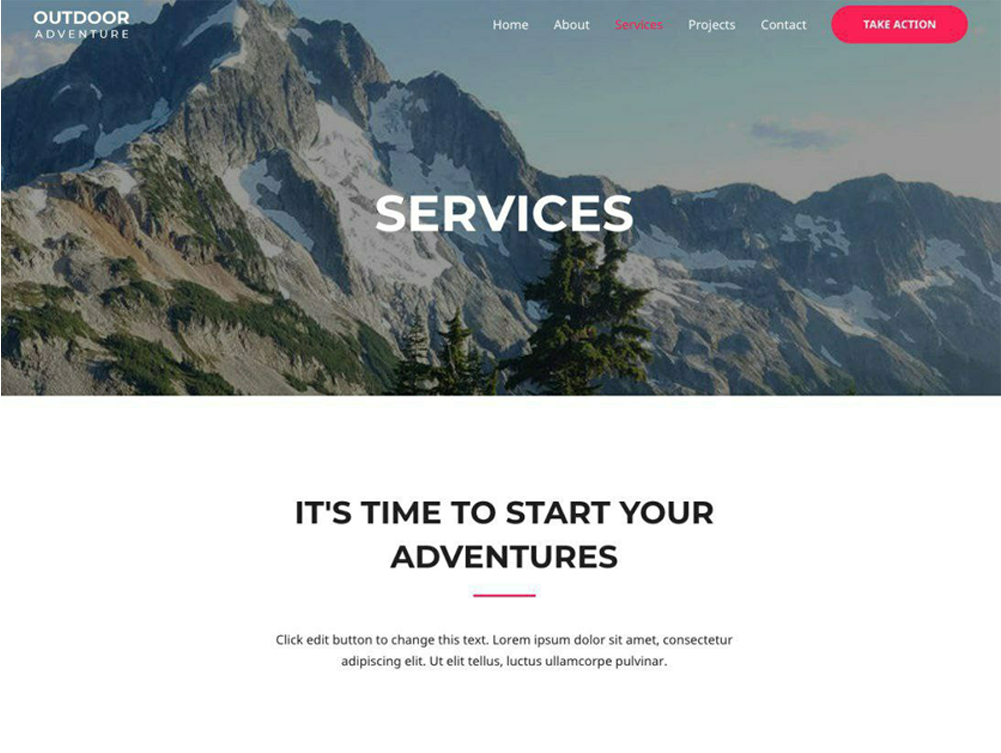 OUTDOOR
ADVENTURE
Home About Services Projects Contact TAKE ACTION
SERVICES
IT'S TIME TO START YOUR
ADVENTURES
Click edit button to change this text. Lorem ipsum dolor sit amet, consectetur
adipiscing elit. Ut elit tellus, luctus ullamcorpe pulvinar.